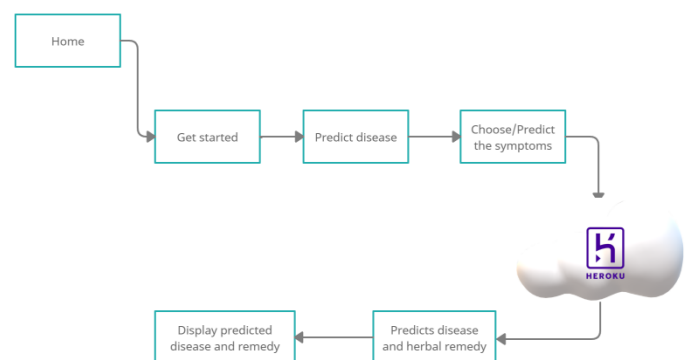 Home
Get started
Predict disease
Choose/Predict
the symptoms
HEROKU
Predicts disease
and herbal remedy
Display predicted
disease and remedy